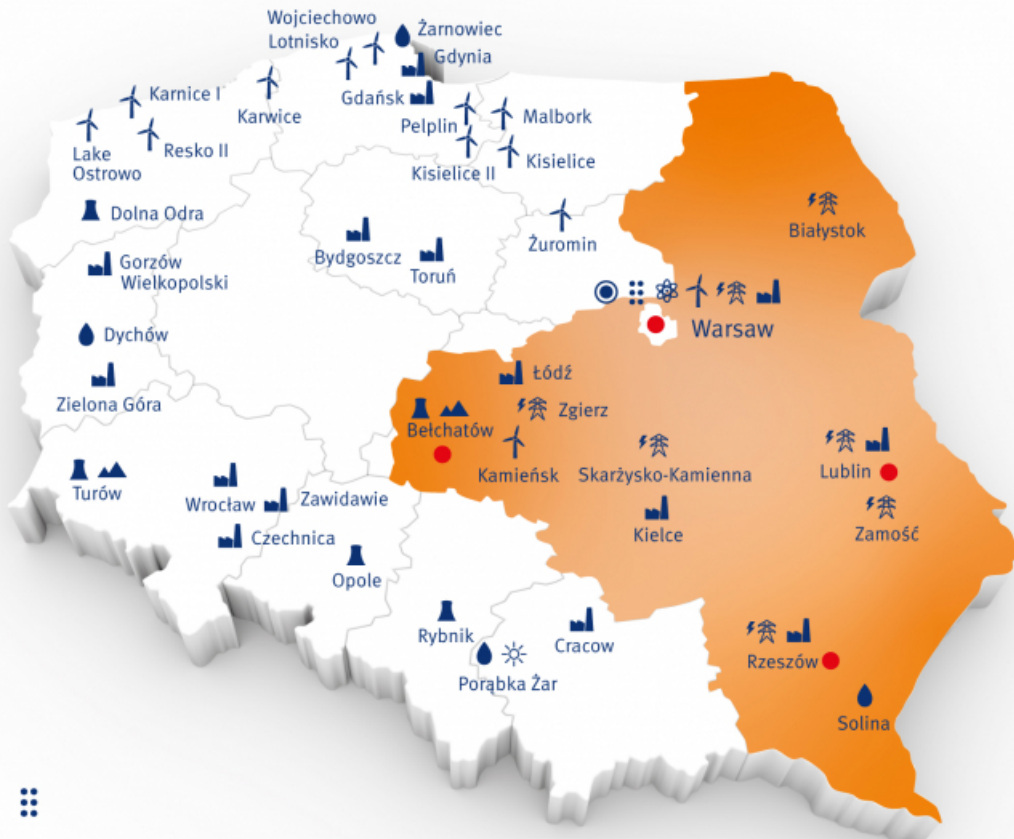 Wojciechowo
Lotnisko
Żarnowiec
Gdynia
Karnice I
Karwice
Gdańsk
Pelplin
Malbork
Lake
Ostrowo
Resko II
Kisielice II
Kisielice
Dolna Odra
Białystok
Żuromin
Bydgoszcz
Toruń
Gorzów
Wielkopolski
Dychów
Warsaw
Zielona Góra
Łódź
Zgierz
Bełchatów
Kamieńsk
Skarżysko-Kamienna
Lublin
Turów
Wrocław
Zawidawie
Czechnica
Kielce
Zamość
Opole
Rybnik
Cracow
Porąbka Żar
Rzeszów
Solina